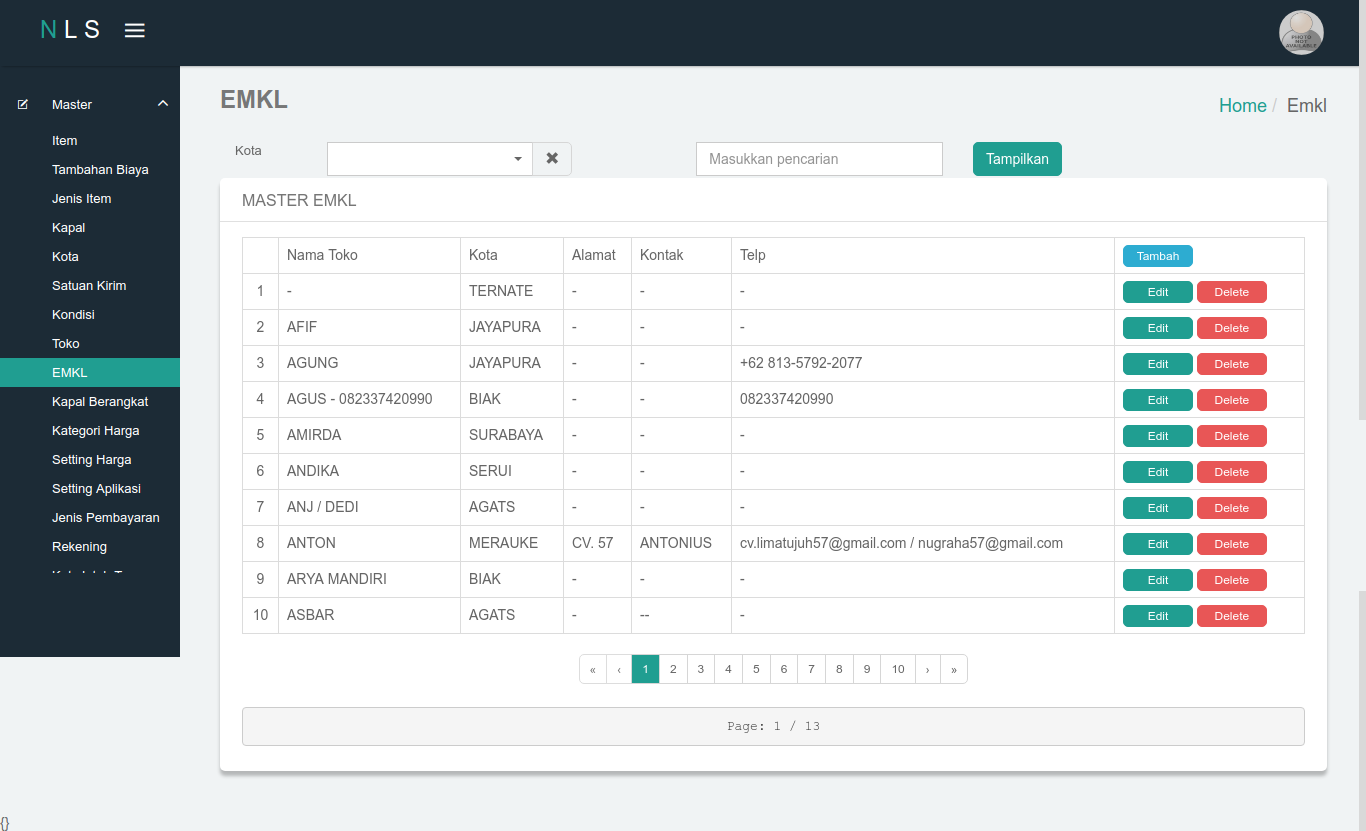 NLS
PHOTO NOT AVAILABLE
Master
Item
Tambahan Biaya
Jenis Item
Kapal
Kota
Satuan Kirim
Kondisi
Toko
EMKL
Kapal Berangkat
Kategori Harga
Setting Harga
Setting Aplikasi
Jenis Pembayaran
Rekening
EMKL
Home / Emkl
Kota
Masukkan pencarian
Tampilkan
MASTER EMKL
Nama Toko Kota Alamat Kontak Telp Tambah
1 - TERNATE - - - Edit Delete
2 AFIF JAYAPURA - - - Edit Delete
3 AGUNG JAYAPURA - - +62 813-5792-2077 Edit Delete
4 AGUS - 082337420990 BIAK - - 082337420990 Edit Delete
5 AMIRDA SURABAYA - - - Edit Delete
6 ANDIKA SERUI - - - Edit Delete
7 ANJ / DEDI AGATS - - - Edit Delete
8 ANTON MERAUKE CV. 57 ANTONIUS cv.limatujuh57@gmail.com / nugraha57@gmail.com Edit Delete
9 ARYA MANDIRI BIAK - - - Edit Delete
10 ASBAR AGATS - -- - Edit Delete
« ‹ 1 2 3 4 5 6 7 8 9 10 › »
Page: 1 / 13
{}